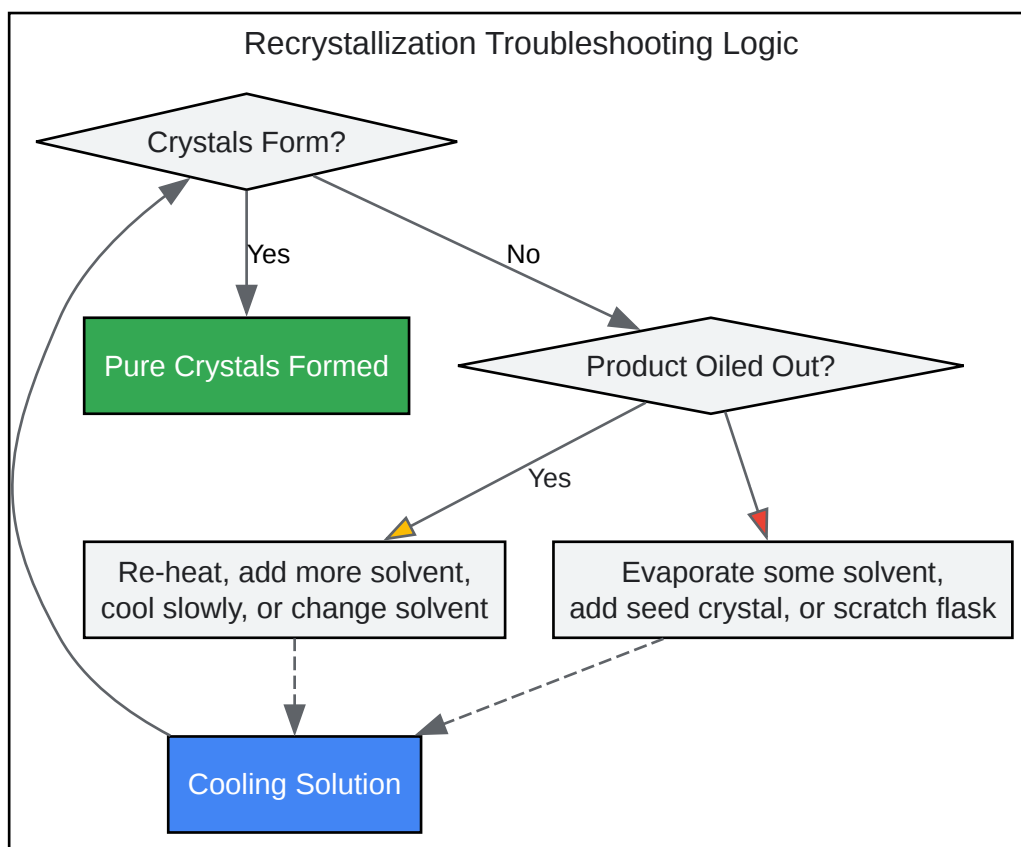 Recrystallization Troubleshooting Logic
Crystals Form?
Yes
No
Pure Crystals Formed
Product Oiled Out?
Yes
Re-heat, add more solvent,
cool slowly, or change solvent
Evaporate some solvent,
add seed crystal, or scratch flask
Cooling Solution